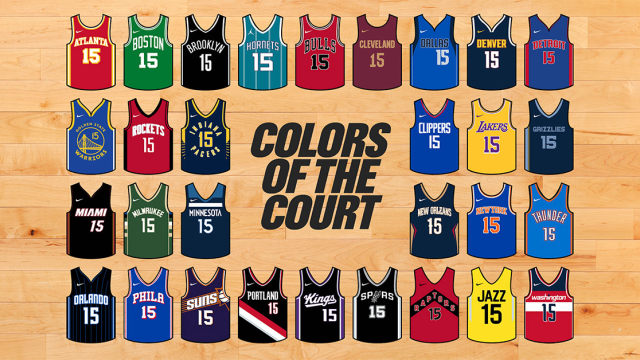 ATLANTA
15
BOSTON
15
BROOKLYN
15
HORNETS
15
BULLS
15
CLEVELAND
15
DALLAS
15
DENVER
15
DETROIT
15
GOLDEN STATE
15
WARRIORS
ROCKETS
15
INDIANA
15
PACERS
COLORS
OF THE
COURT
CLIPPERS
15
LAKERS
15
GRIZZLIES
15
MIAMI
15
MILWAUKEE
15
MINNESOTA
15
NEW ORLEANS
15
NEW YORK
15
THUNDER
15
ORLANDO
15
PHILA
15
SUNS
15
PORTLAND
15
Kings
15
SPURS
15
RAPTORS
15
JAZZ
15
washington
15